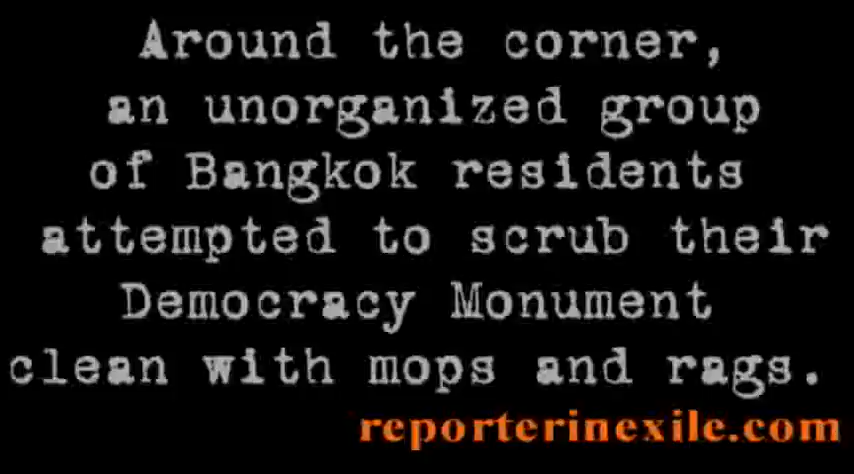 Around the corner,
an unorganized group
of Bangkok residents
attempted to scrub their
Democracy Monument
clean with mops and rags.
reporterinexile.com